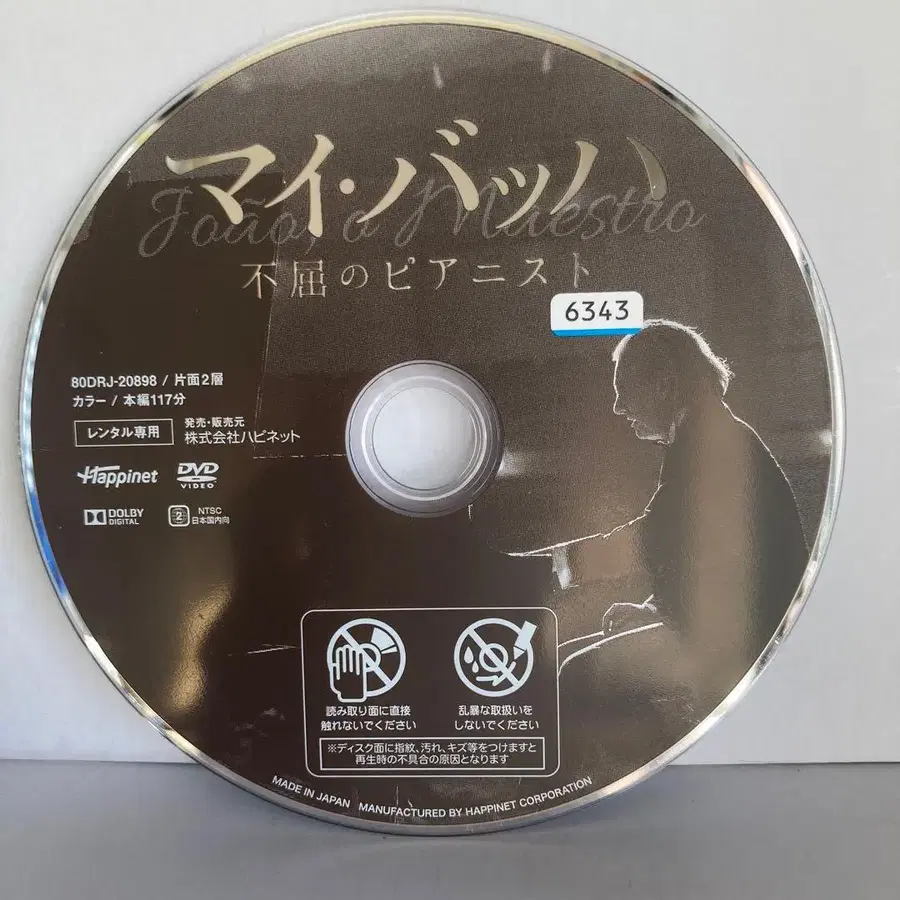 マイ・バッハ
João, o Maestro
不屈のピアニスト
6343
80DRJ-20898 / 片面2層
カラー / 本編117分
レンタル専用
発売・販売元
株式会社ハピネット
Happinet
DVD
VIDEO
DOLBY
DIGITAL
2
NTSC
日本国内向
読み取り面に直接
触れないでください
乱暴な取扱いを
しないでください
※ディスク面に指紋、汚れ、キズ等をつけますと
再生時の不具合の原因となります
MADE IN JAPAN MANUFACTURED BY HAPPINET CORPORATION